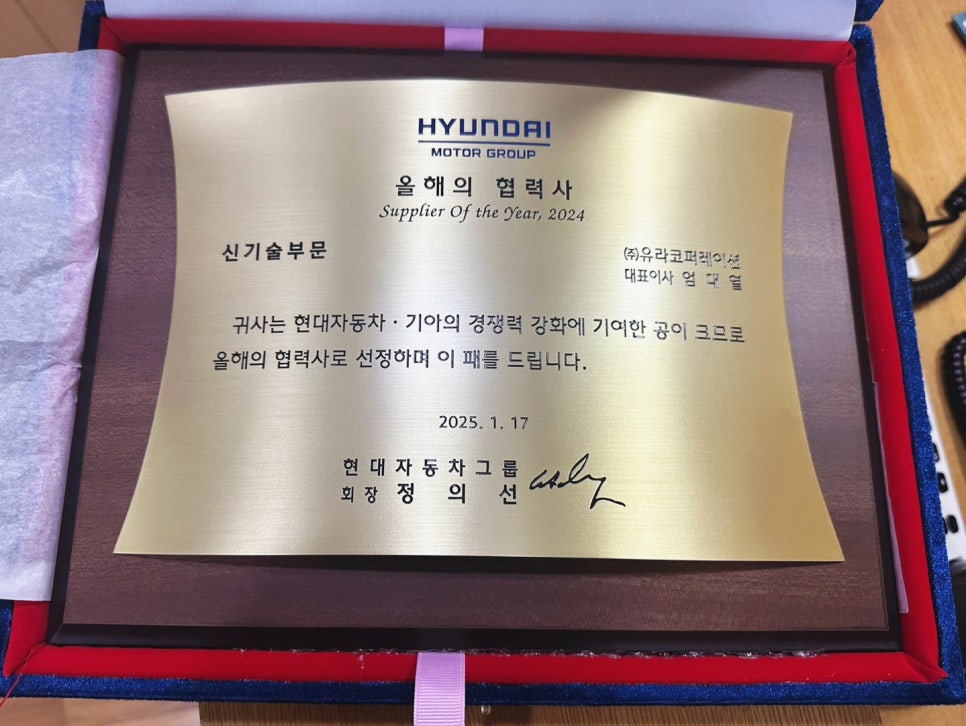 HYUNDAI
MOTOR GROUP
올해의 협력사
Supplier Of the Year, 2024
신기술부문
㈜유라코퍼레이션
대표이사 엄 대 열
귀사는 현대자동차 · 기아의 경쟁력 강화에 기여한 공이 크므로
올해의 협력사로 선정하며 이 패를 드립니다.
2025. 1. 17
현대자동차그룹
회장 정 의 선